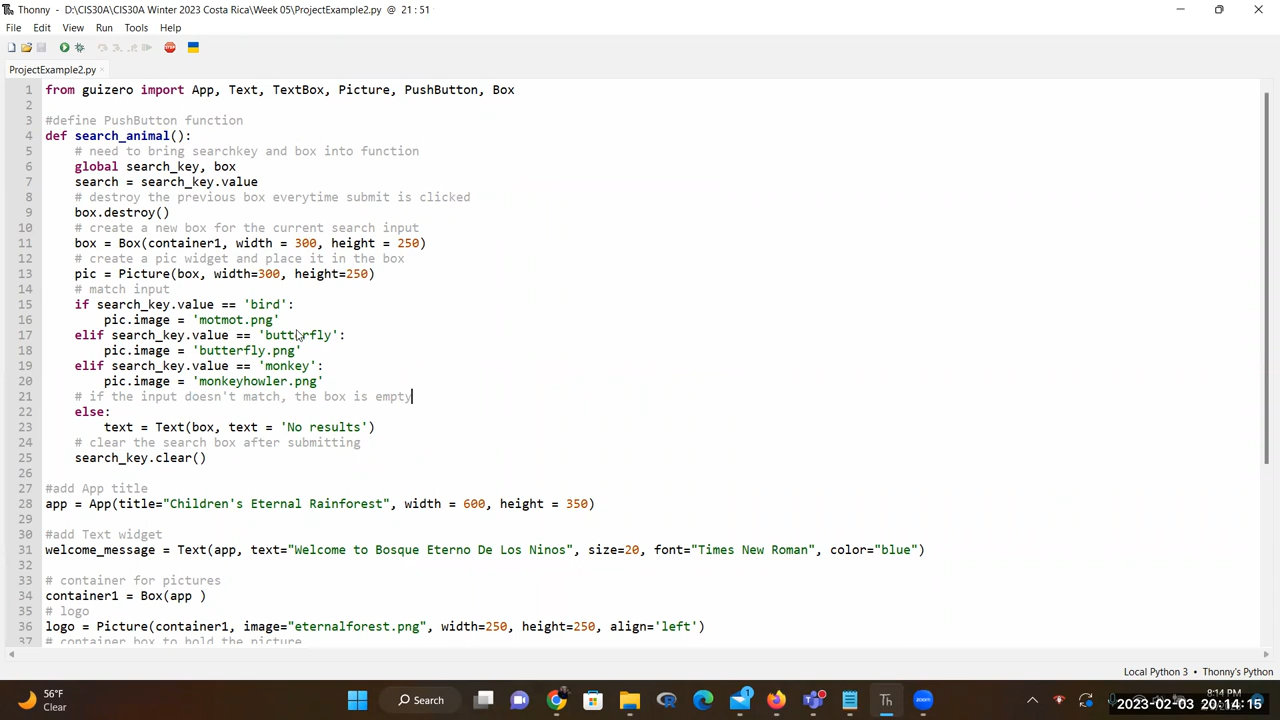 Thonny - D:\CIS30A\CIS30A Winter 2023 Costa Rica\Week 05\ProjectExample2.py @ 21 : 51
File Edit View Run Tools Help
ProjectExample2.py
1 from guizero import App, Text, TextBox, Picture, PushButton, Box
2
3 #define PushButton function
4 def search_animal():
5 # need to bring searchkey and box into function
6 global search_key, box
7 search = search_key.value
8 # destroy the previous box everytime submit is clicked
9 box.destroy()
10 # create a new box for the current search input
11 box = Box(container1, width = 300, height = 250)
12 # create a pic widget and place it in the box
13 pic = Picture(box, width=300, height=250)
14 # match input
15 if search_key.value == 'bird':
16 pic.image = 'motmot.png'
17 elif search_key.value == 'butterfly':
18 pic.image = 'butterfly.png'
19 elif search_key.value == 'monkey':
20 pic.image = 'monkeyhowler.png'
21 # if the input doesn't match, the box is empty
22 else:
23 text = Text(box, text = 'No results')
24 # clear the search box after submitting
25 search_key.clear()
26
27 #add App title
28 app = App(title="Children's Eternal Rainforest", width = 600, height = 350)
29
30 #add Text widget
31 welcome_message = Text(app, text="Welcome to Bosque Eterno De Los Ninos", size=20, font="Times New Roman", color="blue")
32
33 # container for pictures
34 container1 = Box(app )
35 # logo
36 logo = Picture(container1, image="eternalforest.png", width=250, height=250, align='left')
37 # container box to hold the picture
Local Python 3 • Thonny's Python
56°F
Clear
Search
8:14 PM
2023-02-03 20:14:15